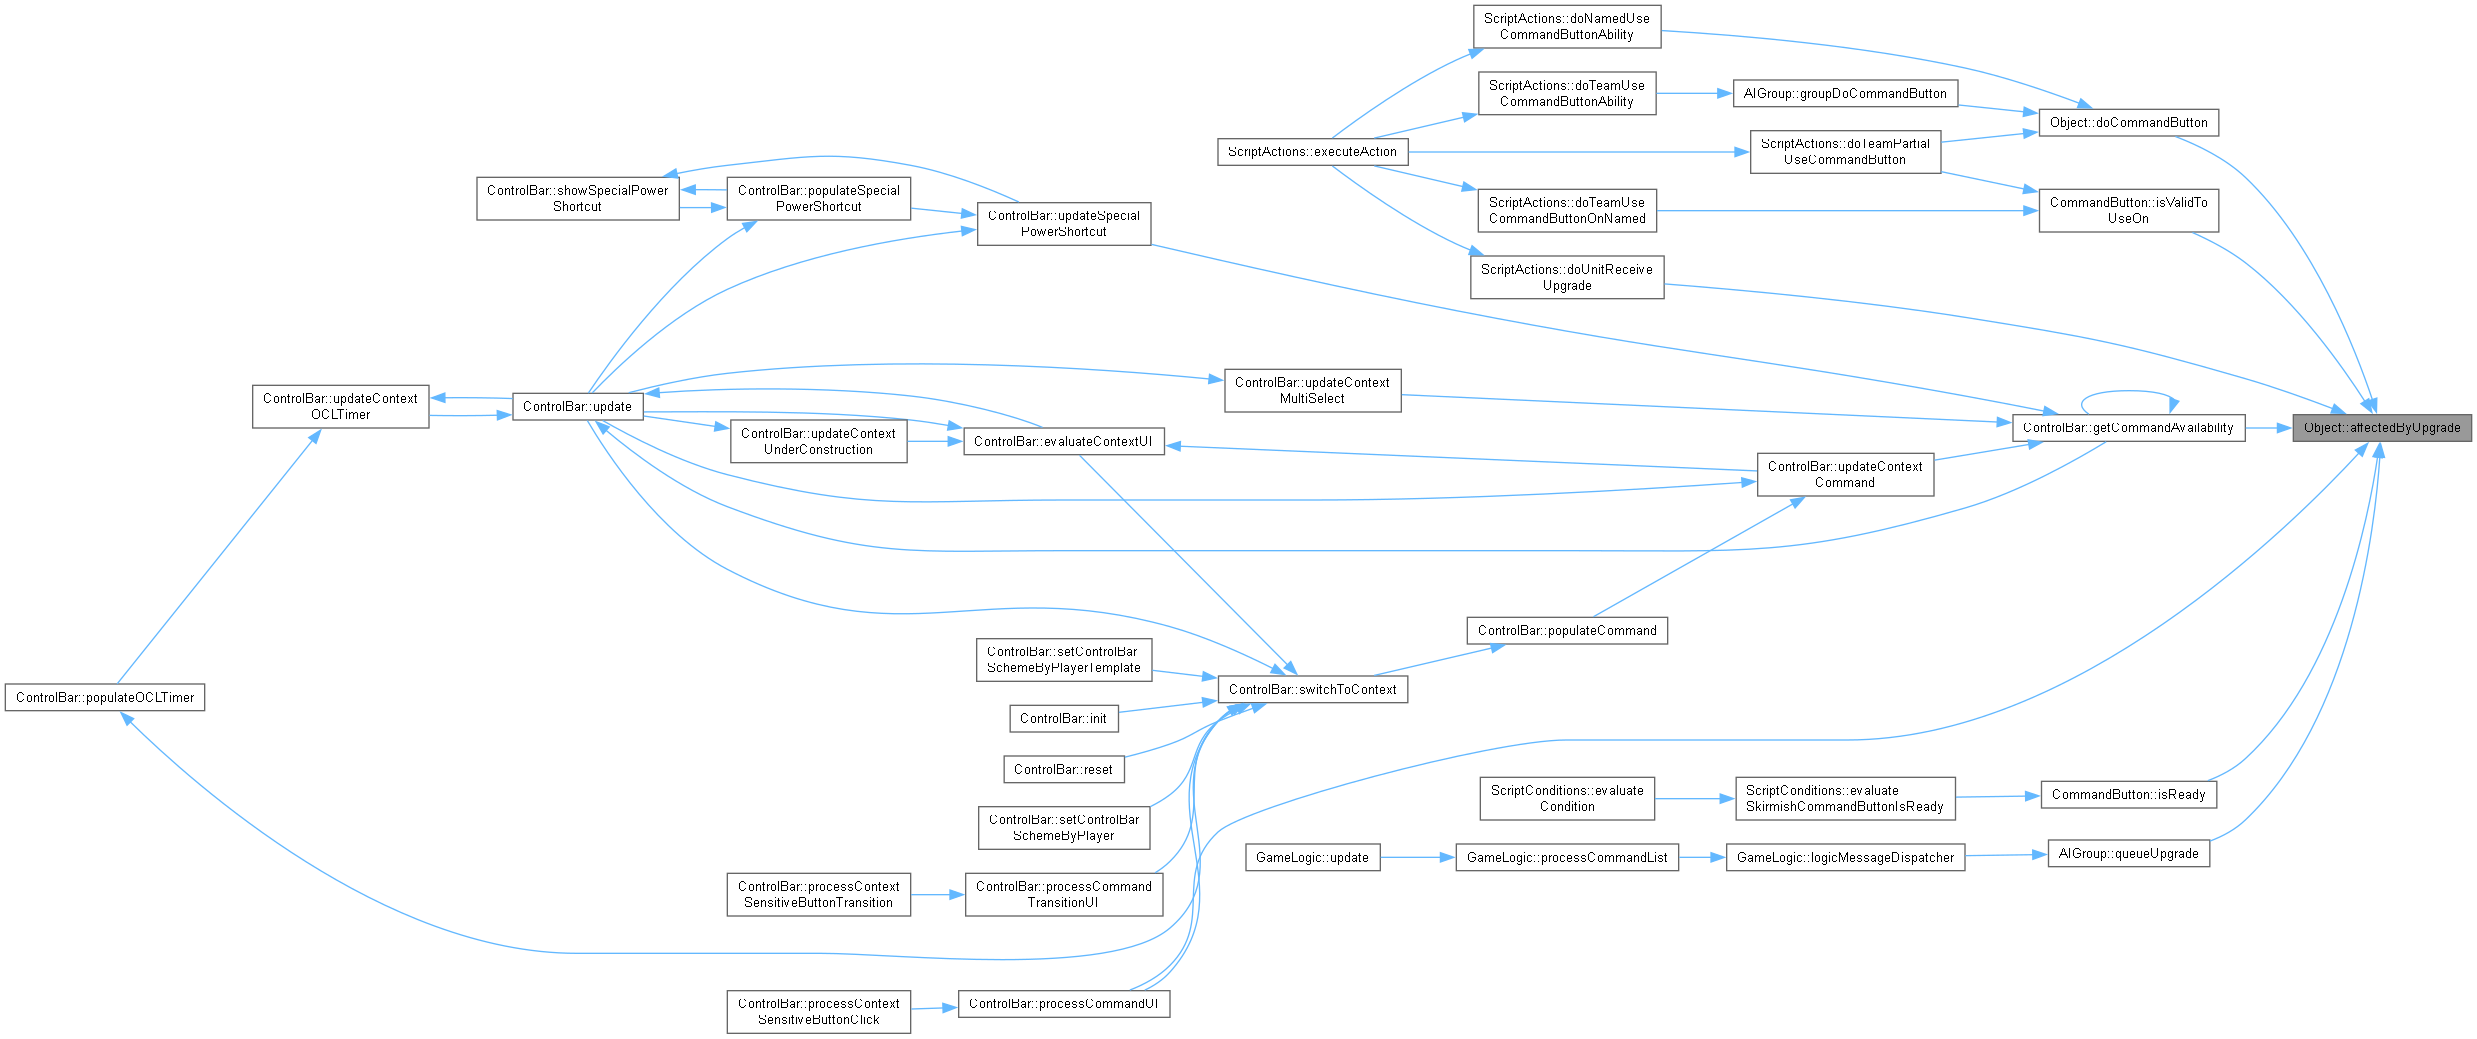 ScriptActions::doNamedUse
CommandButtonAbility
ScriptActions::doTeamUse
CommandButtonAbility
AIGroup::groupDoCommandButton
Object::doCommandButton
ScriptActions::executeAction
ScriptActions::doTeamPartial
UseCommandButton
ControlBar::showSpecialPower
Shortcut
ControlBar::populateSpecial
PowerShortcut
ControlBar::updateSpecial
PowerShortcut
ScriptActions::doTeamUse
CommandButtonOnNamed
CommandButton::isValidTo
UseOn
ScriptActions::doUnitReceive
Upgrade
ControlBar::updateContext
OCLTimer
ControlBar::update
ControlBar::updateContext
MultiSelect
ControlBar::updateContext
UnderConstruction
ControlBar::evaluateContextUI
ControlBar::getCommandAvailability
Object::affectedByUpgrade
ControlBar::updateContext
Command
ControlBar::populateCommand
ControlBar::setControlBar
SchemeByPlayerTemplate
ControlBar::populateOCLTimer
ControlBar::switchToContext
ControlBar::init
ControlBar::reset
ControlBar::setControlBar
SchemeByPlayer
ScriptConditions::evaluate
Condition
ScriptConditions::evaluate
SkirmishCommandButtonIsReady
CommandButton::isReady
GameLogic::update
GameLogic::processCommandList
GameLogic::logicMessageDispatcher
AIGroup::queueUpgrade
ControlBar::processContext
SensitiveButtonTransition
ControlBar::processCommand
TransitionUI
ControlBar::processContext
SensitiveButtonClick
ControlBar::processCommandUI